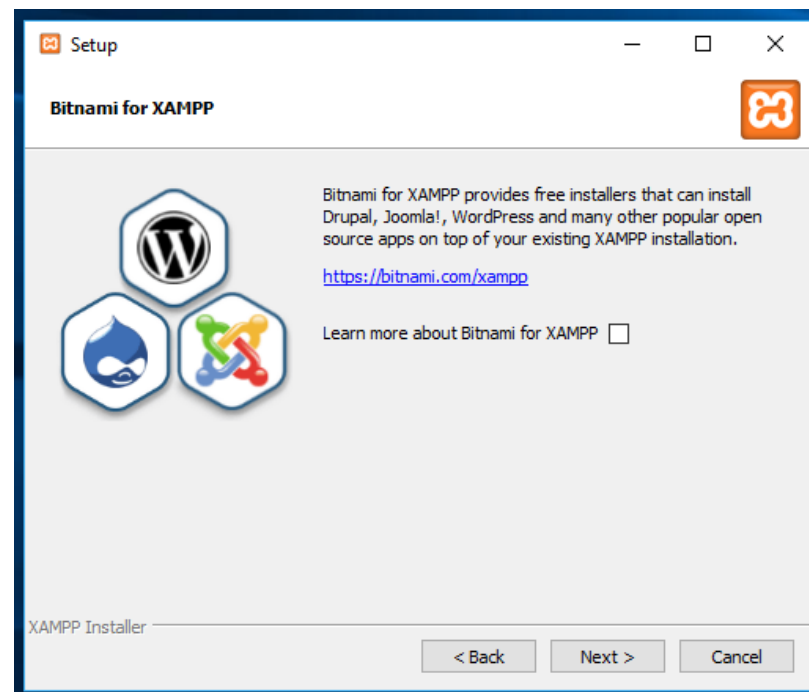 Setup
Bitnami for XAMPP
Bitnami for XAMPP provides free installers that can install
Drupal, Joomla!, WordPress and many other popular open
source apps on top of your existing XAMPP installation.
https://bitnami.com/xampp
Learn more about Bitnami for XAMPP
XAMPP Installer
< Back Next > Cancel